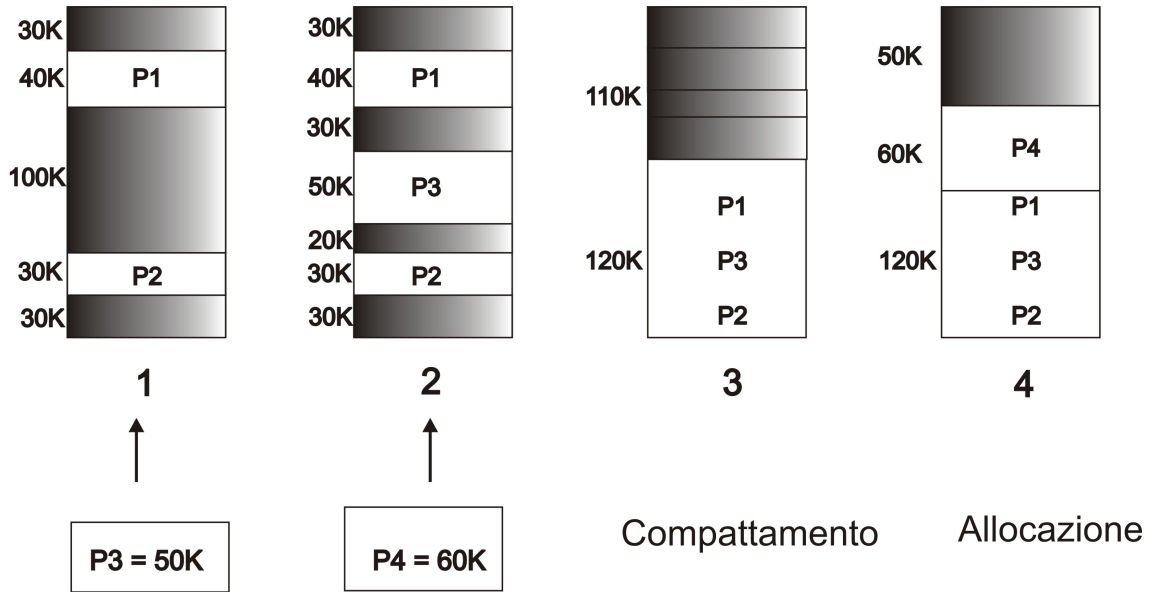 30K
40K
P1
100K
30K
P2
30K
1
P3 = 50K
30K
40K
P1
30K
50K
P3
20K
30K
P2
30K
2
P4 = 60K
110K
P1
120K
P3
P2
3
Compattamento
50K
60K
P4
P1
120K
P3
P2
4
Allocazione